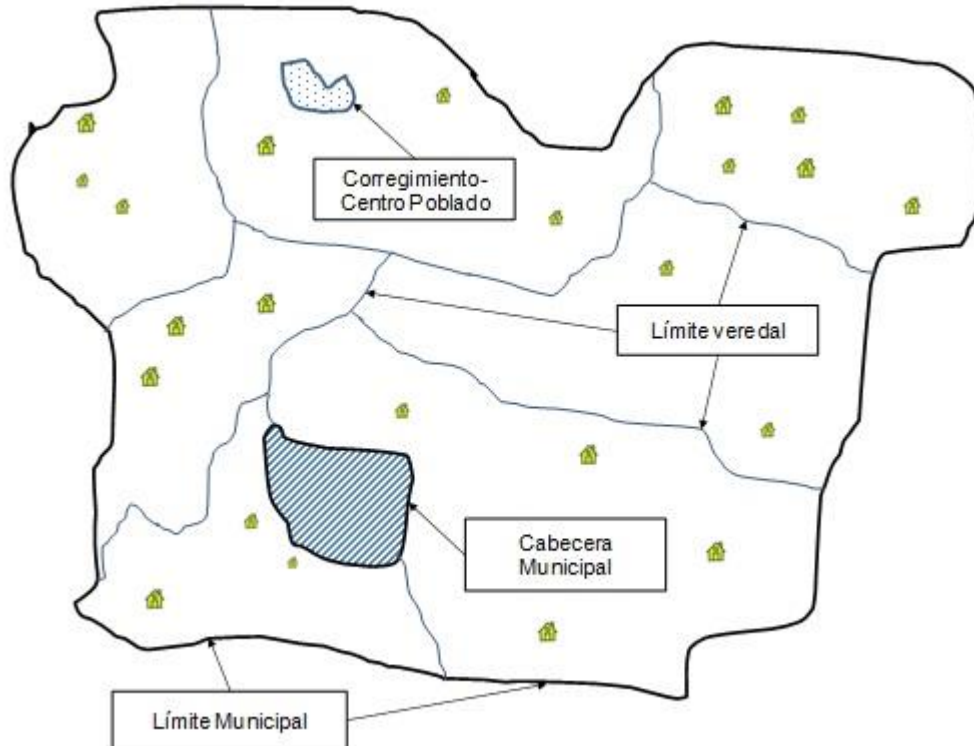 Corregimiento-
Centro Poblado
Límite veredal
Cabecera
Municipal
Límite Municipal